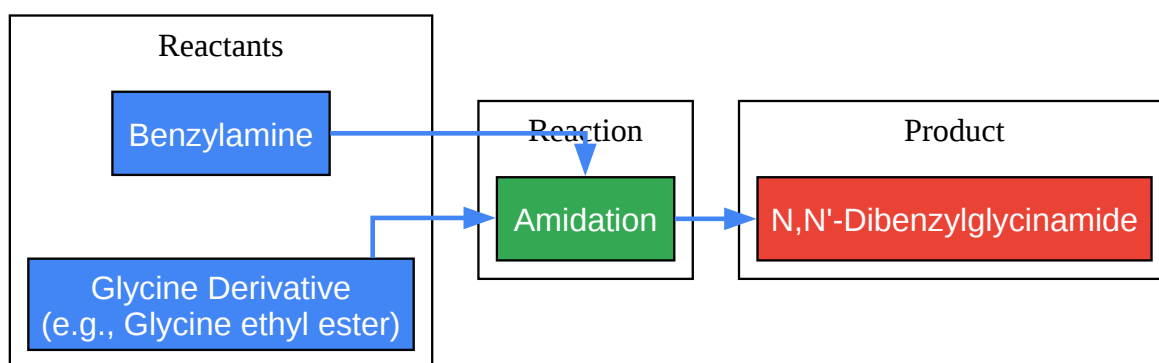 Reactants
Benzylamine
Glycine Derivative
(e.g., Glycine ethyl ester)
Reaction
Amidation
Product
N,N'-Dibenzylglycinamide